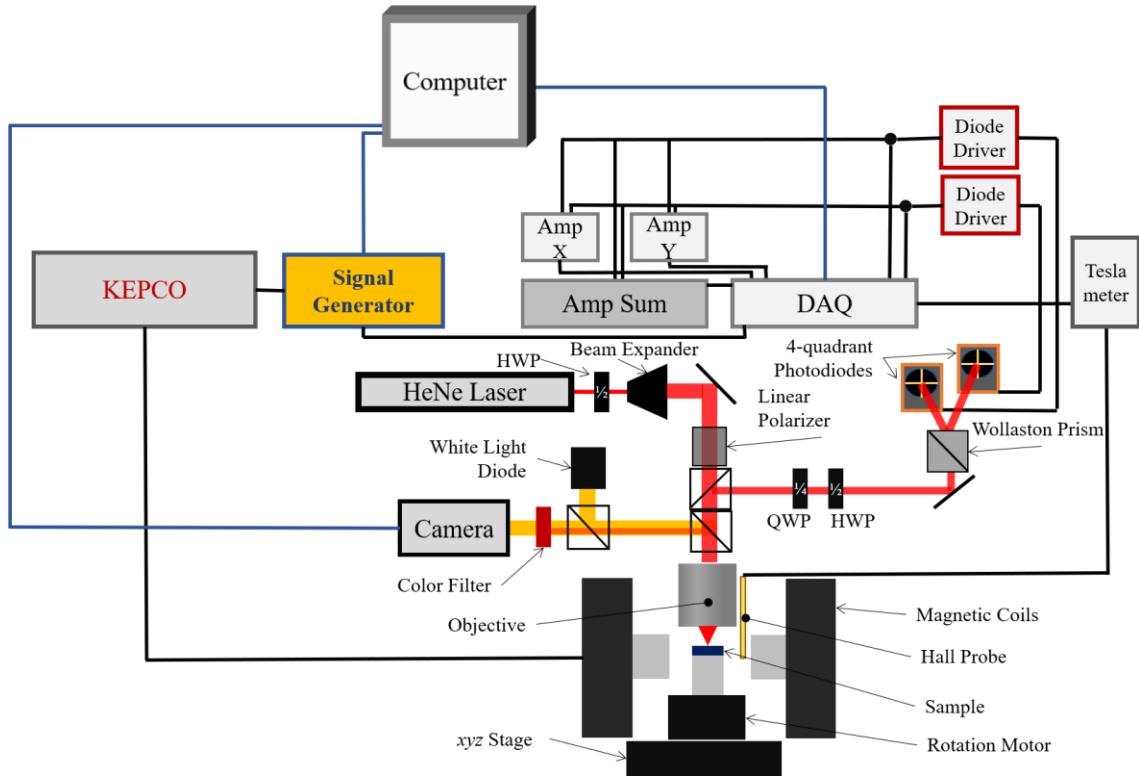 Computer
Diode
Driver
Diode
Driver
Amp
X
Amp
Y
Tesla
meter
KEPCO
Signal
Generator
Amp Sum
DAQ
Beam Expander
HWP
4-quadrant
Photodiodes
HeNe Laser
½
Linear
Polarizer
Wollaston Prism
White Light
Diode
¼
½
QWP
HWP
Camera
Color Filter
Objective
Magnetic Coils
Hall Probe
Sample
xyz Stage
Rotation Motor